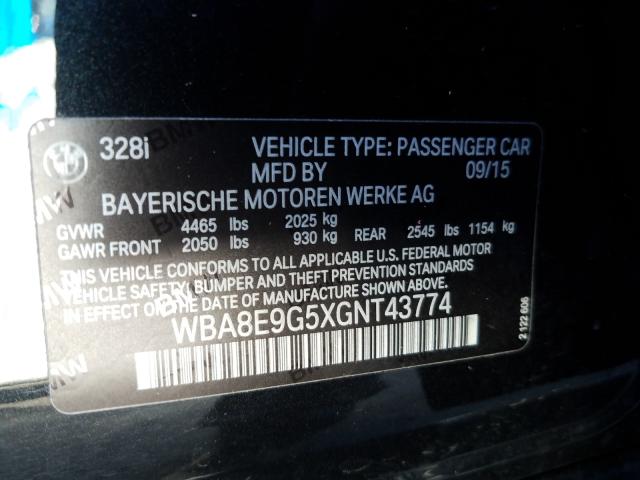 328i VEHICLE TYPE: PASSENGER CAR
MFD BY 09/15
BAYERISCHE MOTOREN WERKE AG
GVWR 4465 lbs 2025 kg
GAWR FRONT 2050 lbs 930 kg REAR 2545 lbs 1154 kg
THIS VEHICLE CONFORMS TO ALL APPLICABLE U.S. FEDERAL MOTOR
VEHICLE SAFETY, BUMPER AND THEFT PREVENTION STANDARDS
IN EFFECT ON THE DATE OF MANUFACTURE SHOWN ABOVE.
WBA8E9G5XGNT43774
2 122 606